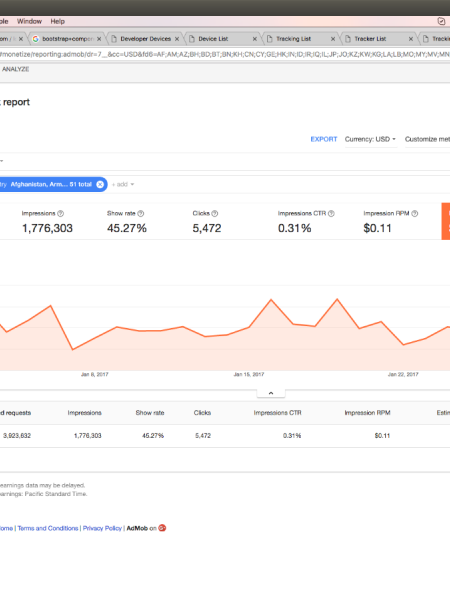 Window Help
bootstrap+compon × Developer Devices × Device List × Tracking List × Tracker List × Trackin
#monetize/reporting:admob/dr=7__&cc=USD&fd6=AF;AM;AZ;BH;BD;BT;BN;KH;CN;CY;GE;HK;IN;ID;IR;IQ;IL;JP;JO;KZ;KW;KG;LA;LB;MO;MY;MV;MN
ANALYZE
report
EXPORT Currency: USD Customize met
try Afghanistan, Arm... 51 total + add
Impressions Show rate Clicks Impressions CTR Impression RPM
1,776,303 45.27% 5,472 0.31% $0.11
Jan 8, 2017 Jan 15, 2017 Jan 22, 2017
d requests Impressions Show rate Clicks Impressions CTR Impression RPM Estin
3,923,632 1,776,303 45.27% 5,472 0.31% $0.11
earnings data may be delayed.
earnings: Pacific Standard Time.
Home | Terms and Conditions | Privacy Policy | AdMob on